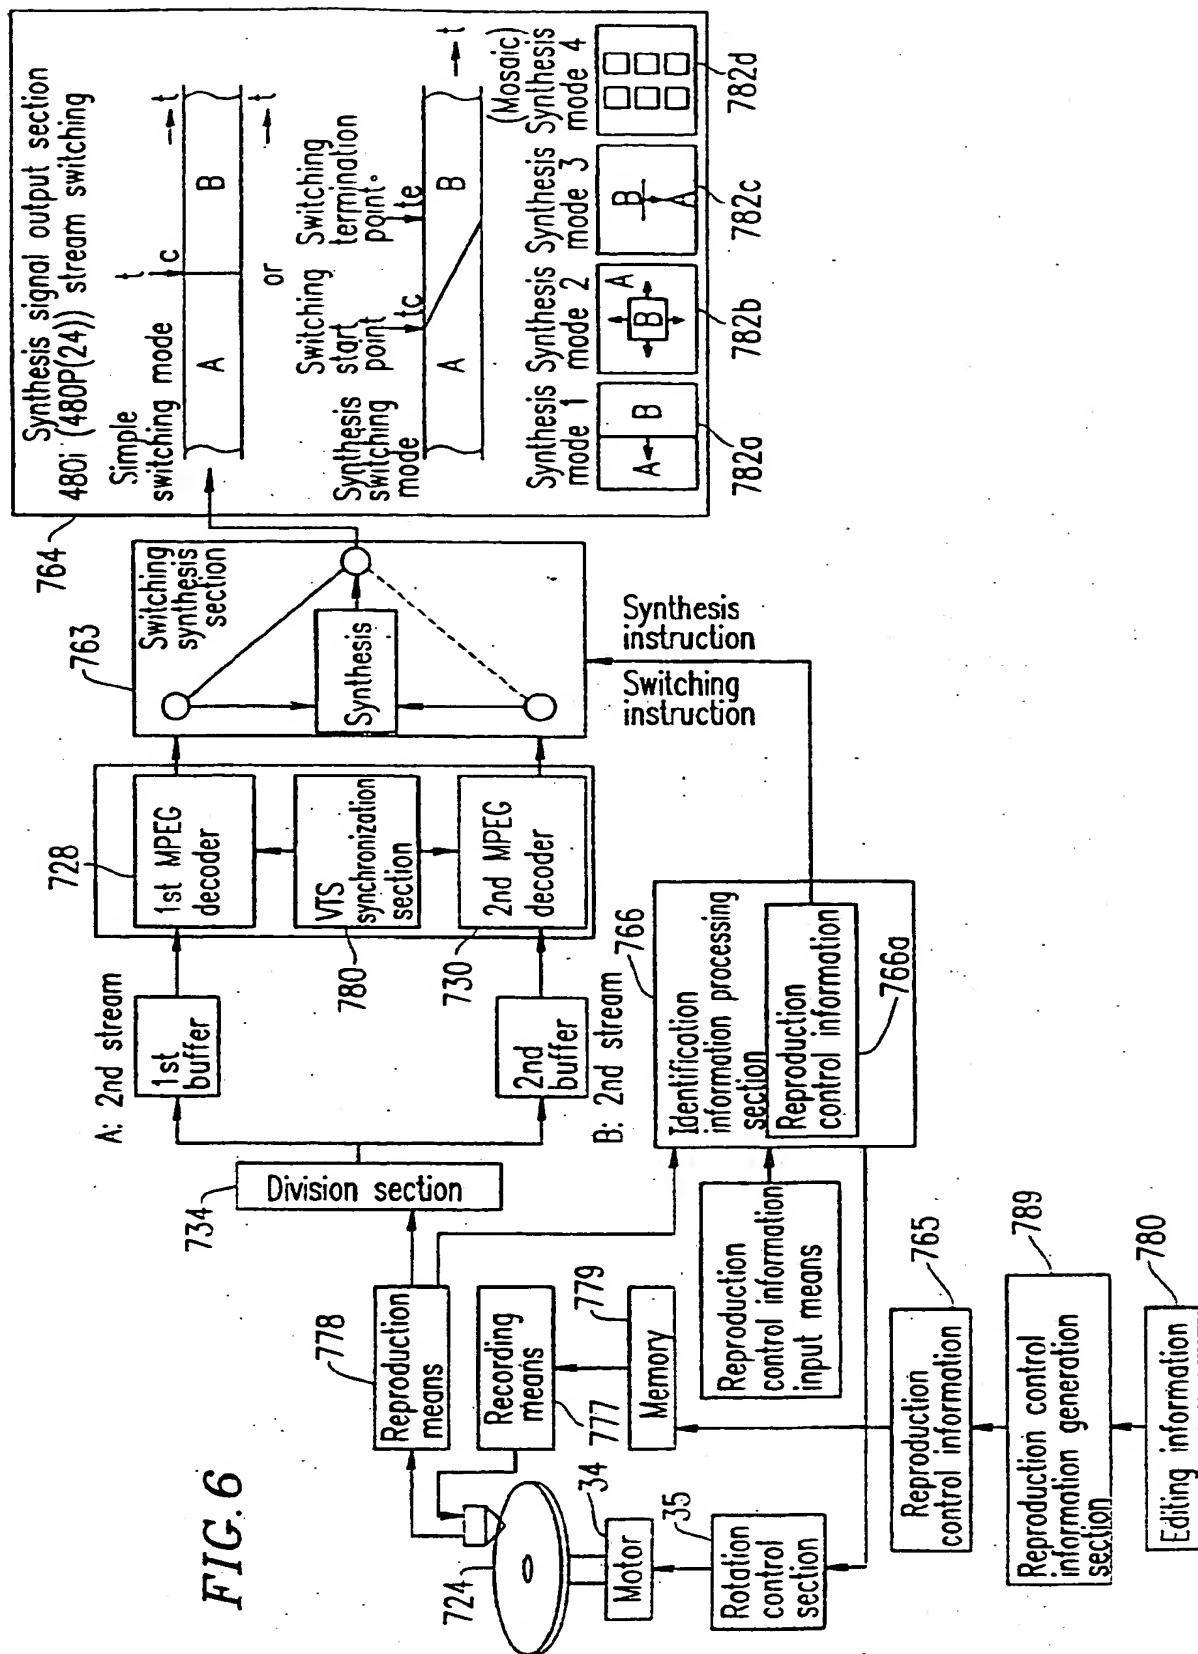 FIG. 6
724
Motor
34
Rotation
control
section
35
778
Reproduction
means
Recording
means
777
Memory
779
Reproduction
control information
765
Reproduction control
information generation
section
789
Editing information
780
734
Division section
Reproduction
control information
input means
A: 2nd stream
1st
buffer
2nd
buffer
B: 2nd stream
728
1st MPEG
decoder
VTS
synchronization
section
780
730
2nd MPEG
decoder
766
Identification
information processing
section
Reproduction
control information
766a
763
Switching
synthesis
section
Synthesis
Switching
instruction
Synthesis
instruction
764
Synthesis signal output section
480i (480P(24)) stream switching
Simple
switching mode
t
c
t
A
B
t
or
Synthesis
switching
mode
Switching
start
point
tc
Switching
termination
point.
te
A
B
t
Synthesis
mode 1
Synthesis
mode 2
Synthesis
mode 3
(Mosaic)
Synthesis
mode 4
A
B
B
A
B
A
782a
782b
782c
782d